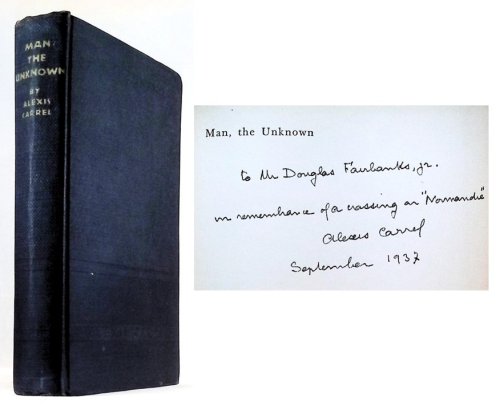 MAN
THE
UNKNOWN
BY
ALEXIS
CARREL
Man, the Unknown
to Mr Douglas Fairbanks, jr.
in remembrance of a crossing on "Normandie"
Alexis Carrel
September 1937